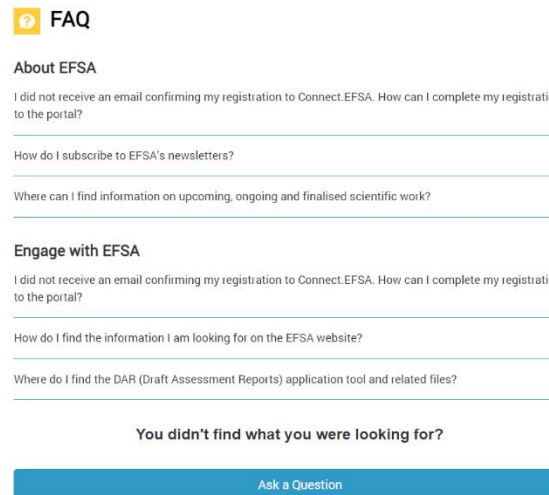 FAQ
About EFSA
I did not receive an email confirming my registration to Connect.EFSA. How can I complete my registrati
to the portal?
How do I subscribe to EFSA's newsletters?
Where can I find information on upcoming, ongoing and finalised scientific work?
Engage with EFSA
I did not receive an email confirming my registration to Connect.EFSA. How can I complete my registrati
to the portal?
How do I find the information I am looking for on the EFSA website?
Where do I find the DAR (Draft Assessment Reports) application tool and related files?
You didn't find what you were looking for?
Ask a Question